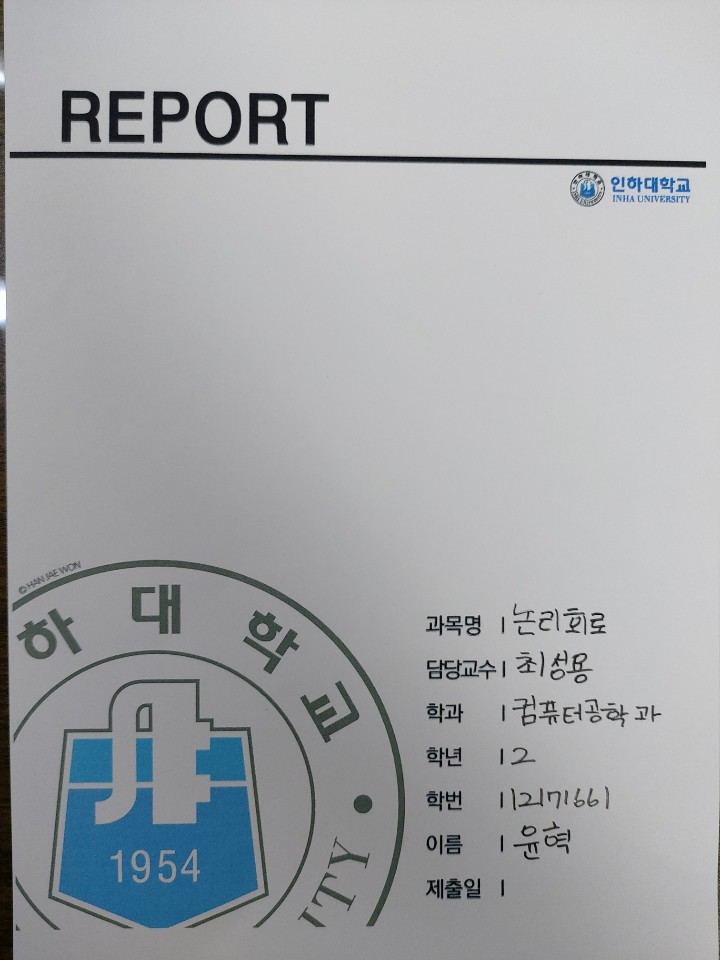 REPORT
인하대학교
INHA UNIVERSITY
© HAN JAE WON
하대학교
1954
과목명 | 논리회로
담당교수 | 최성용
학과 | 컴퓨터공학과
학년 | 2
학번 | 12171661
이름 | 윤혁
제출일 |